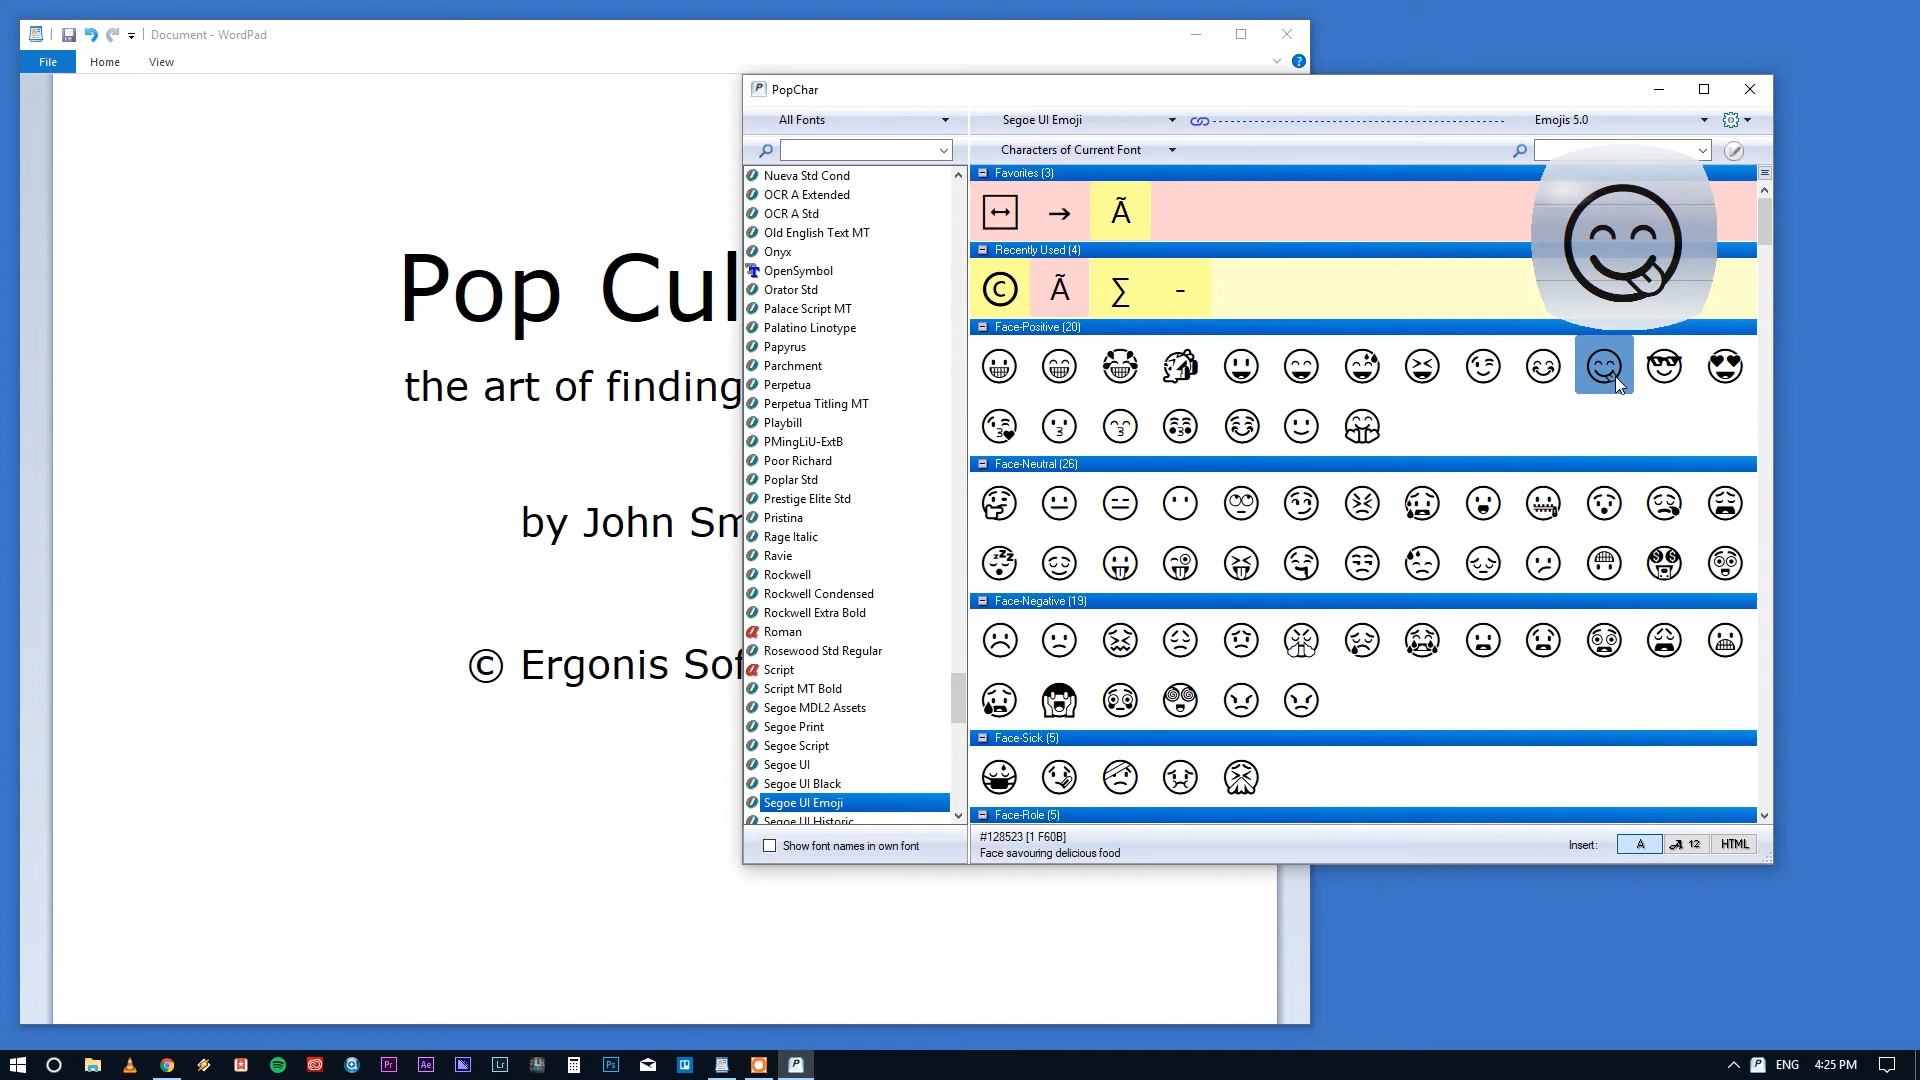 Document - WordPad
File Home View
Pop Cul
the art of finding
by John Sm
© Ergonis Sof
PopChar
All Fonts
Segoe UI Emoji
Emojis 5.0
Characters of Current Font
Nueva Std Cond
OCR A Extended
OCR A Std
Old English Text MT
Onyx
OpenSymbol
Orator Std
Palace Script MT
Palatino Linotype
Papyrus
Parchment
Perpetua
Perpetua Titling MT
Playbill
PMingLiU-ExtB
Poor Richard
Poplar Std
Prestige Elite Std
Pristina
Rage Italic
Ravie
Rockwell
Rockwell Condensed
Rockwell Extra Bold
Roman
Rosewood Std Regular
Script
Script MT Bold
Segoe MDL2 Assets
Segoe Print
Segoe Script
Segoe UI
Segoe UI Black
Segoe UI Emoji
Segoe UI Historic
Show font names in own font
Favorites (3)
→ Ã
Recently Used (4)
© Ã ∑ -
Face-Positive (20)
Face-Neutral (26)
Face-Negative (19)
Face-Sick (5)
Face-Role (5)
#128523 [1 F60B]
Face savouring delicious food
Insert: A A 12 HTML
Pr Ae Lr Ps P
P ENG 4:25 PM